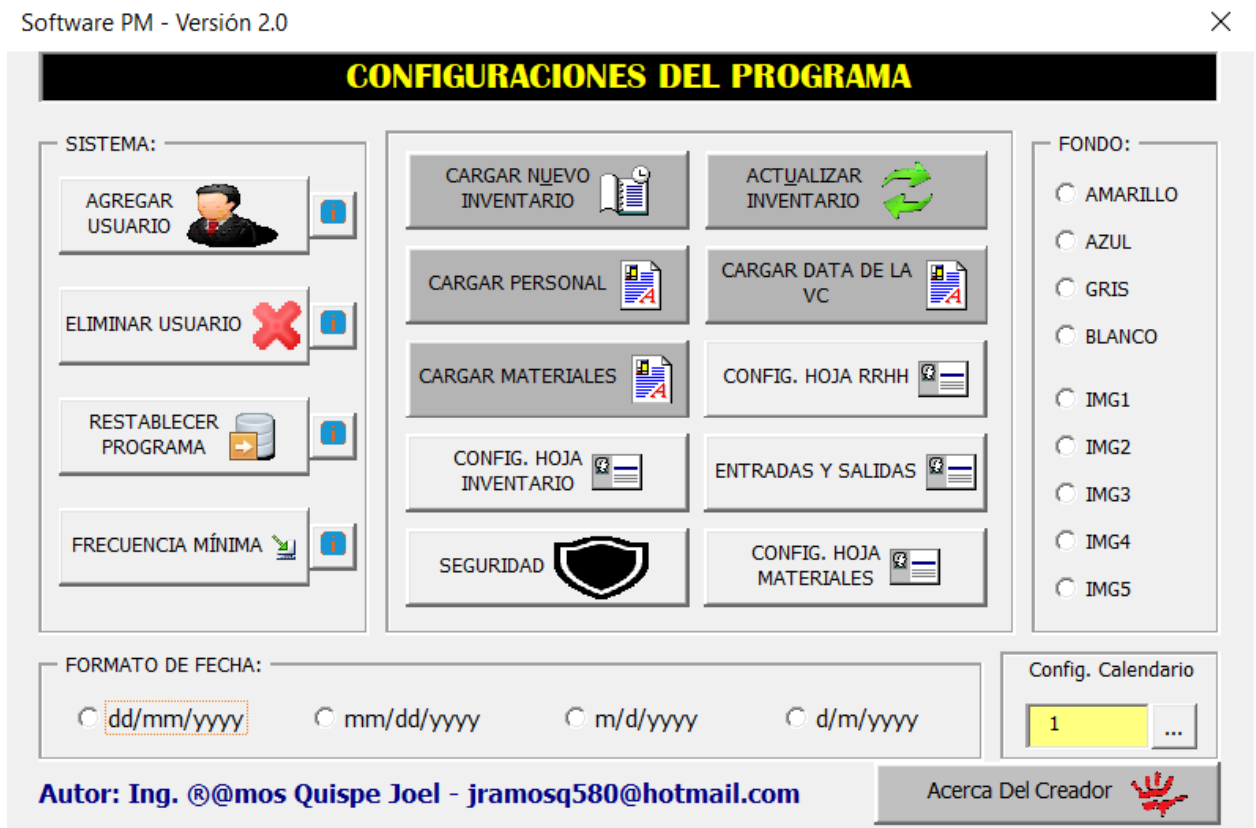 Software PM - Versión 2.0
CONFIGURACIONES DEL PROGRAMA
SISTEMA:
AGREGAR
USUARIO
ELIMINAR USUARIO
RESTABLECER
PROGRAMA
FRECUENCIA MÍNIMA
CARGAR NUEVO
INVENTARIO
ACTUALIZAR
INVENTARIO
CARGAR PERSONAL
CARGAR DATA DE LA
VC
CARGAR MATERIALES
CONFIG. HOJA RRHH
CONFIG. HOJA
INVENTARIO
ENTRADAS Y SALIDAS
SEGURIDAD
CONFIG. HOJA
MATERIALES
FONDO:
AMARILLO
AZUL
GRIS
BLANCO
IMG1
IMG2
IMG3
IMG4
IMG5
FORMATO DE FECHA:
dd/mm/yyyy
mm/dd/yyyy
m/d/yyyy
d/m/yyyy
Config. Calendario
1
...
Autor: Ing. ®@mos Quispe Joel - jramosq580@hotmail.com
Acerca Del Creador